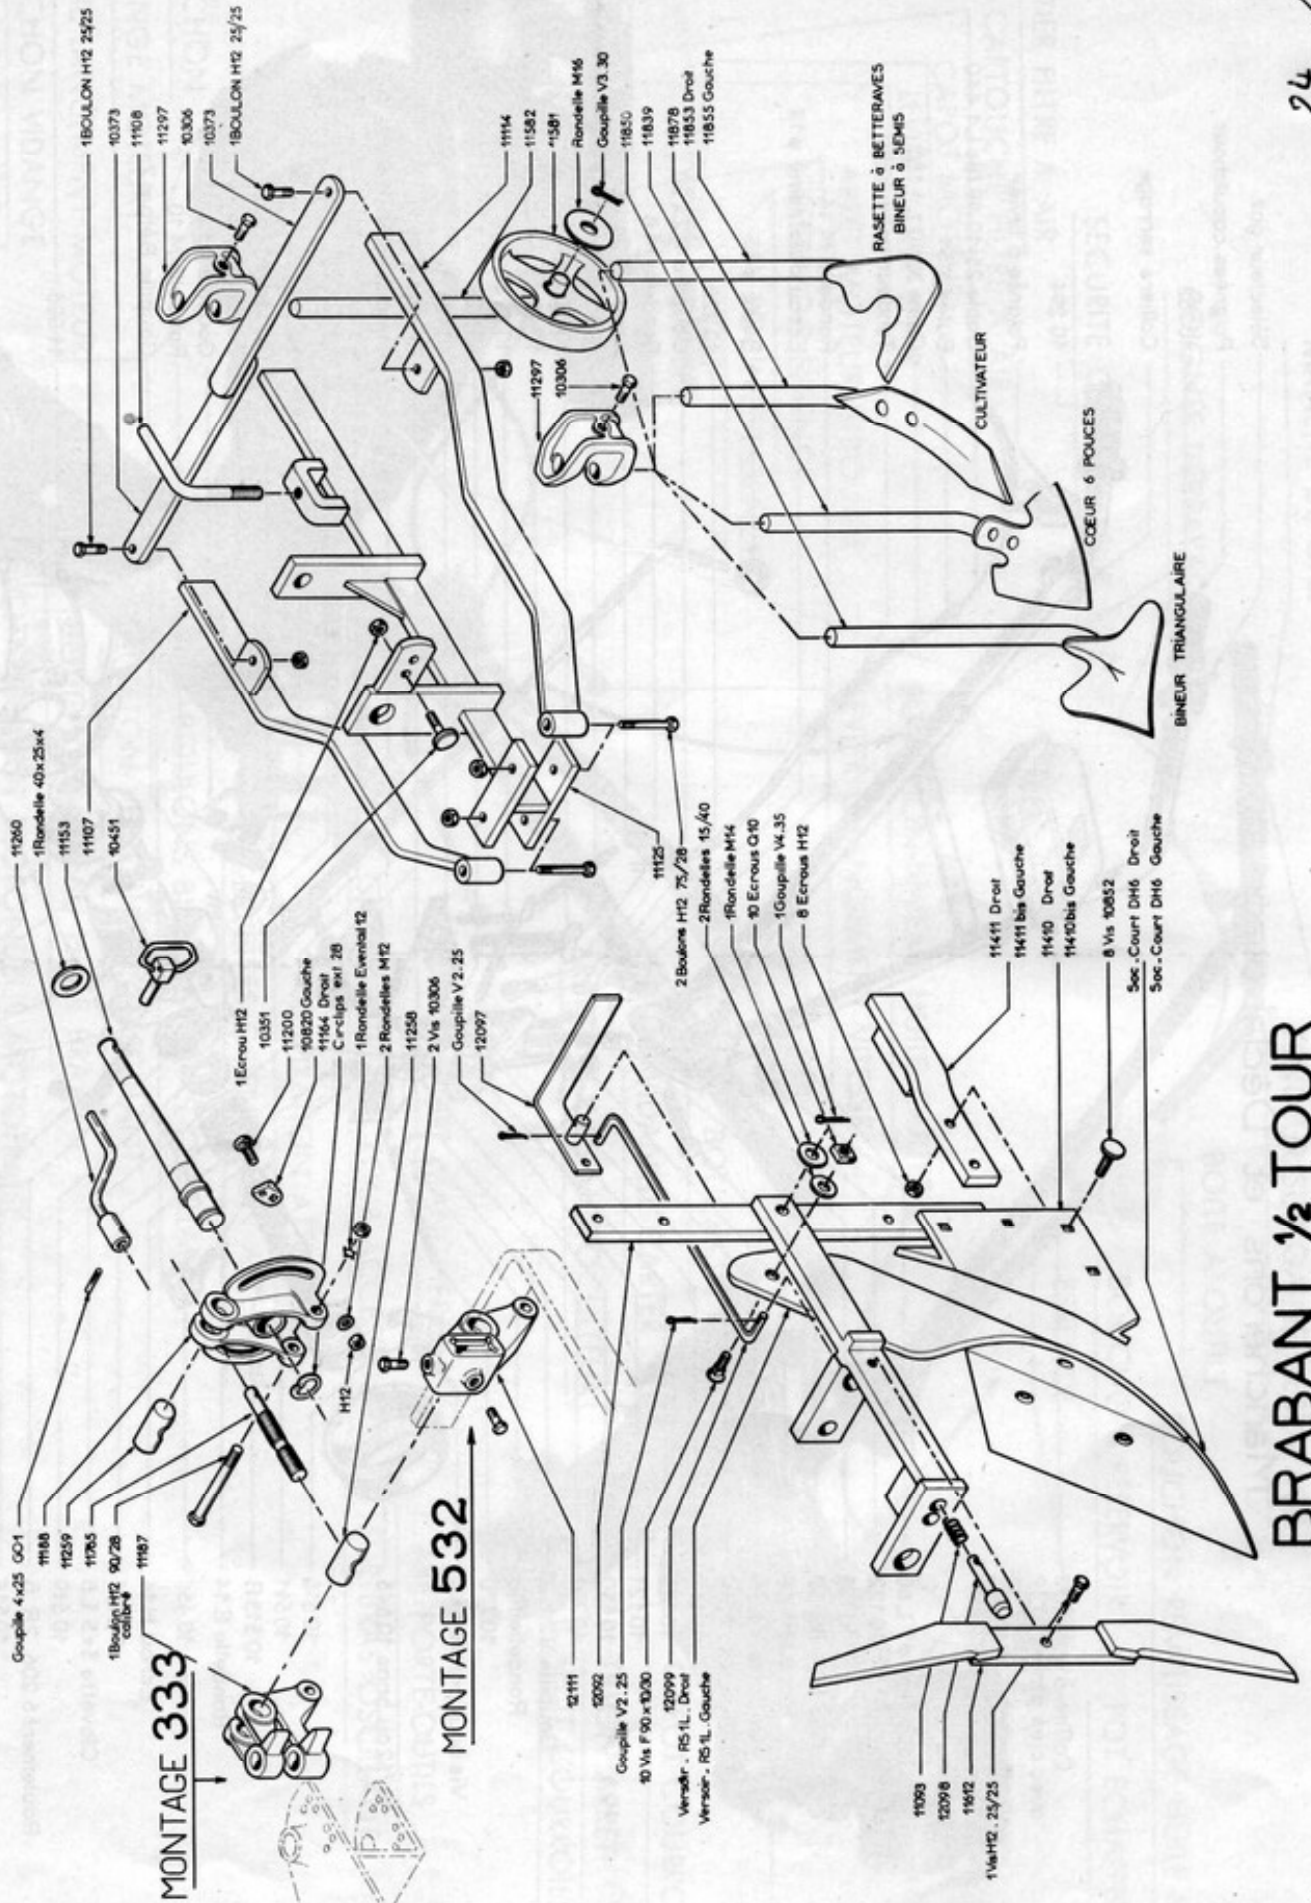 Goupille 4x25 GO1
11188
11259
11765
1Boulon H12 90/28
calibré
11187
MONTAGE 333
11260
1Rondelle 40x25x4
11153
11107
10451
1BOULON H12 25/25
10373
11108
11297
10306
10373
1BOULON H12 25/25
1Ecrou H12
10351
11200
10820 Gauche
11164 Droit
Circlips ext 28
1Rondelle Eventail 12
2Rondelles M12
11258
2 Vis 10306
Goupille V2.25
12097
H12
MONTAGE 532
11114
11582
11581
Rondelle M16
Goupille V3.30
11850
11839
11878
11853 Droit
11855 Gauche
11297
10306
RASETTE à BETTERAVES
BINEUR à SEMIS
CULTIVATEUR
COEUR 6 POUCES
BINEUR TRIANGULAIRE
11125
2Boulons H12 75/28
2Rondelles 15/40
1Rondelle M14
10 Ecrous Q10
1Goupille V4.35
8 Ecrous H12
11411 Droit
11411bis Gauche
11410 Droit
11410bis Gauche
8 Vis 10852
Soc.Court DH6 Droit
Soc.Court DH6 Gauche
12111
12092
Goupille V2.25
10 Vis F90x10/30
12099
Versoir. RS1L. Droit
Versoir. RS1L. Gauche
11093
12098
11612
1VisH12.25/25
BRABANT ½ TOUR
24